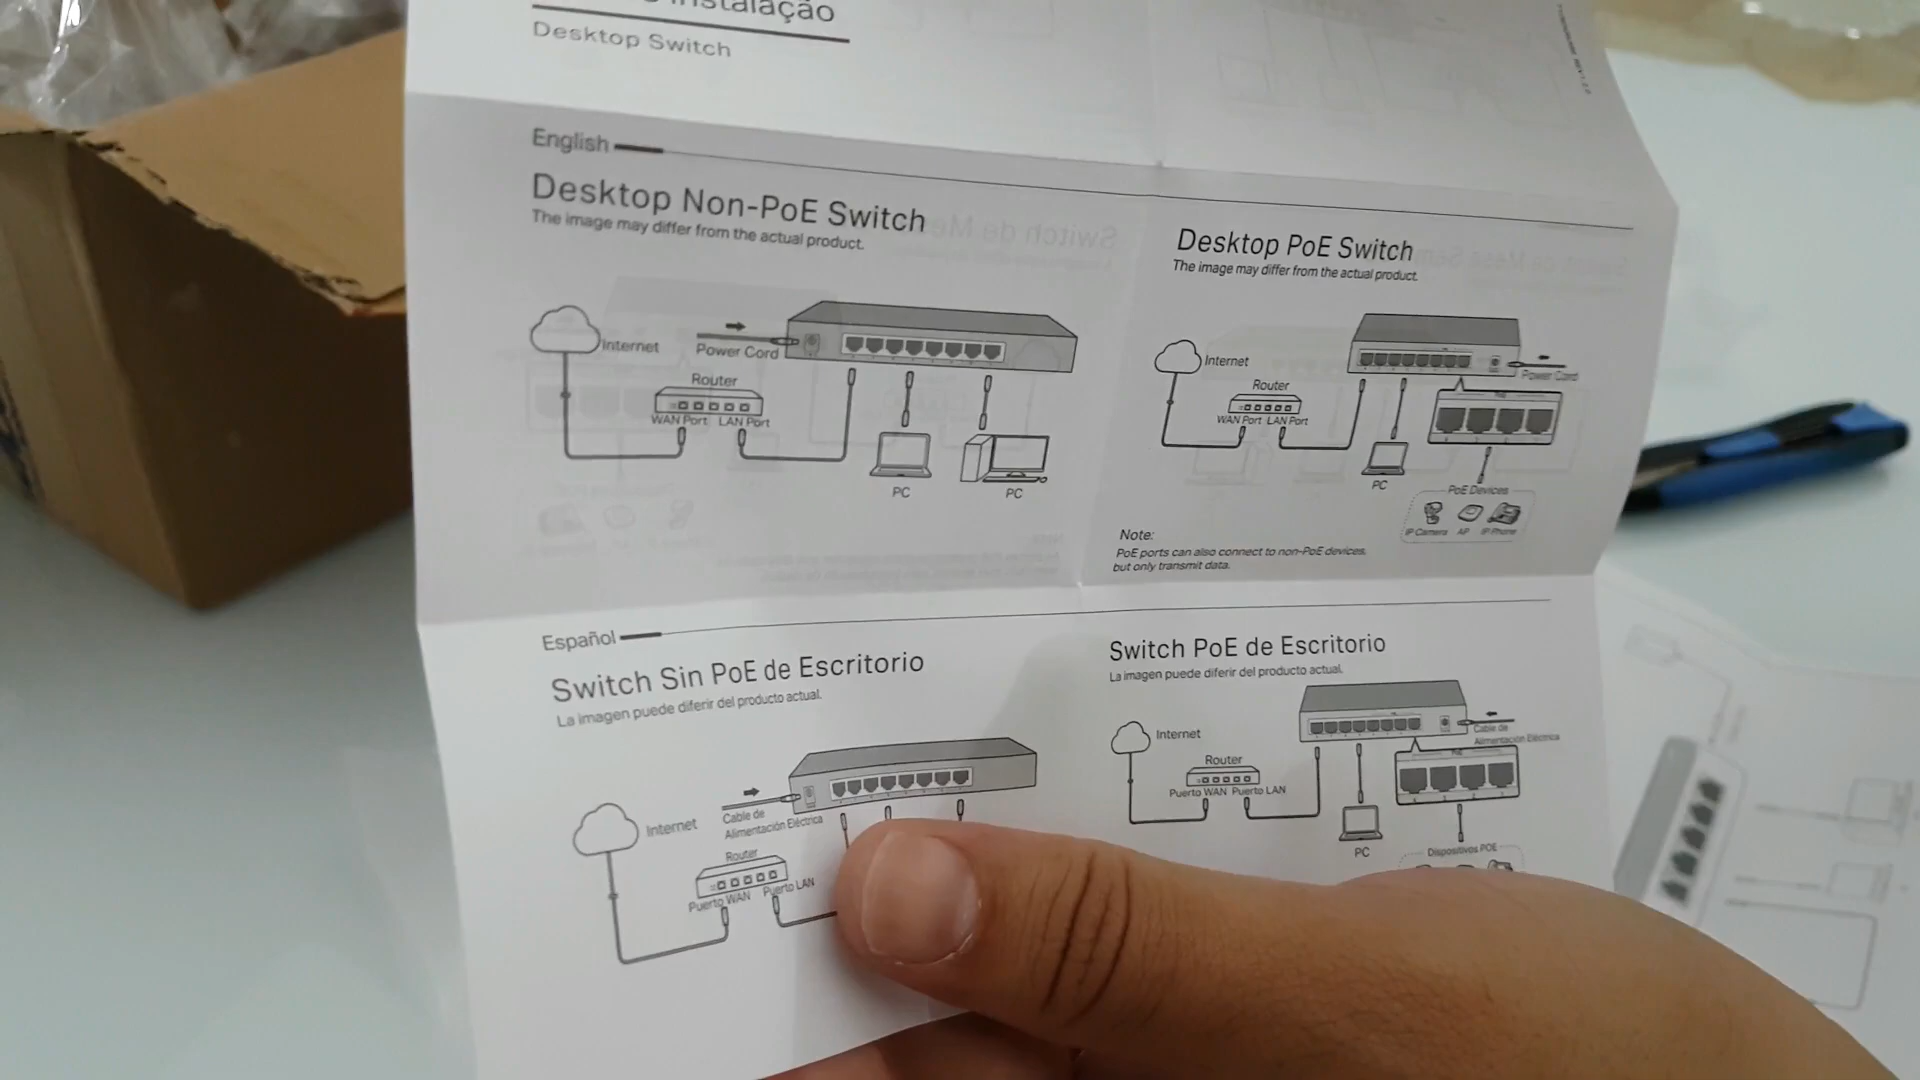 instalação
Desktop Switch
English
Desktop Non-PoE Switch
The image may differ from the actual product.
Internet
Power Cord
Router
WAN Port LAN Port
PC
PC
Desktop PoE Switch
The image may differ from the actual product.
Internet
Power Cord
Router
WAN Port LAN Port
PC
PoE Devices
IP Camera AP IP Phone
Note:
PoE ports can also connect to non-PoE devices,
but only transmit data.
Español
Switch Sin PoE de Escritorio
La imagen puede diferir del producto actual.
Internet
Cable de
Alimentación Eléctrica
Router
Puerto WAN Puerto LAN
Switch PoE de Escritorio
La imagen puede diferir del producto actual.
Internet
Cable de
Alimentación Eléctrica
Router
Puerto WAN Puerto LAN
PC
Dispositivos POE